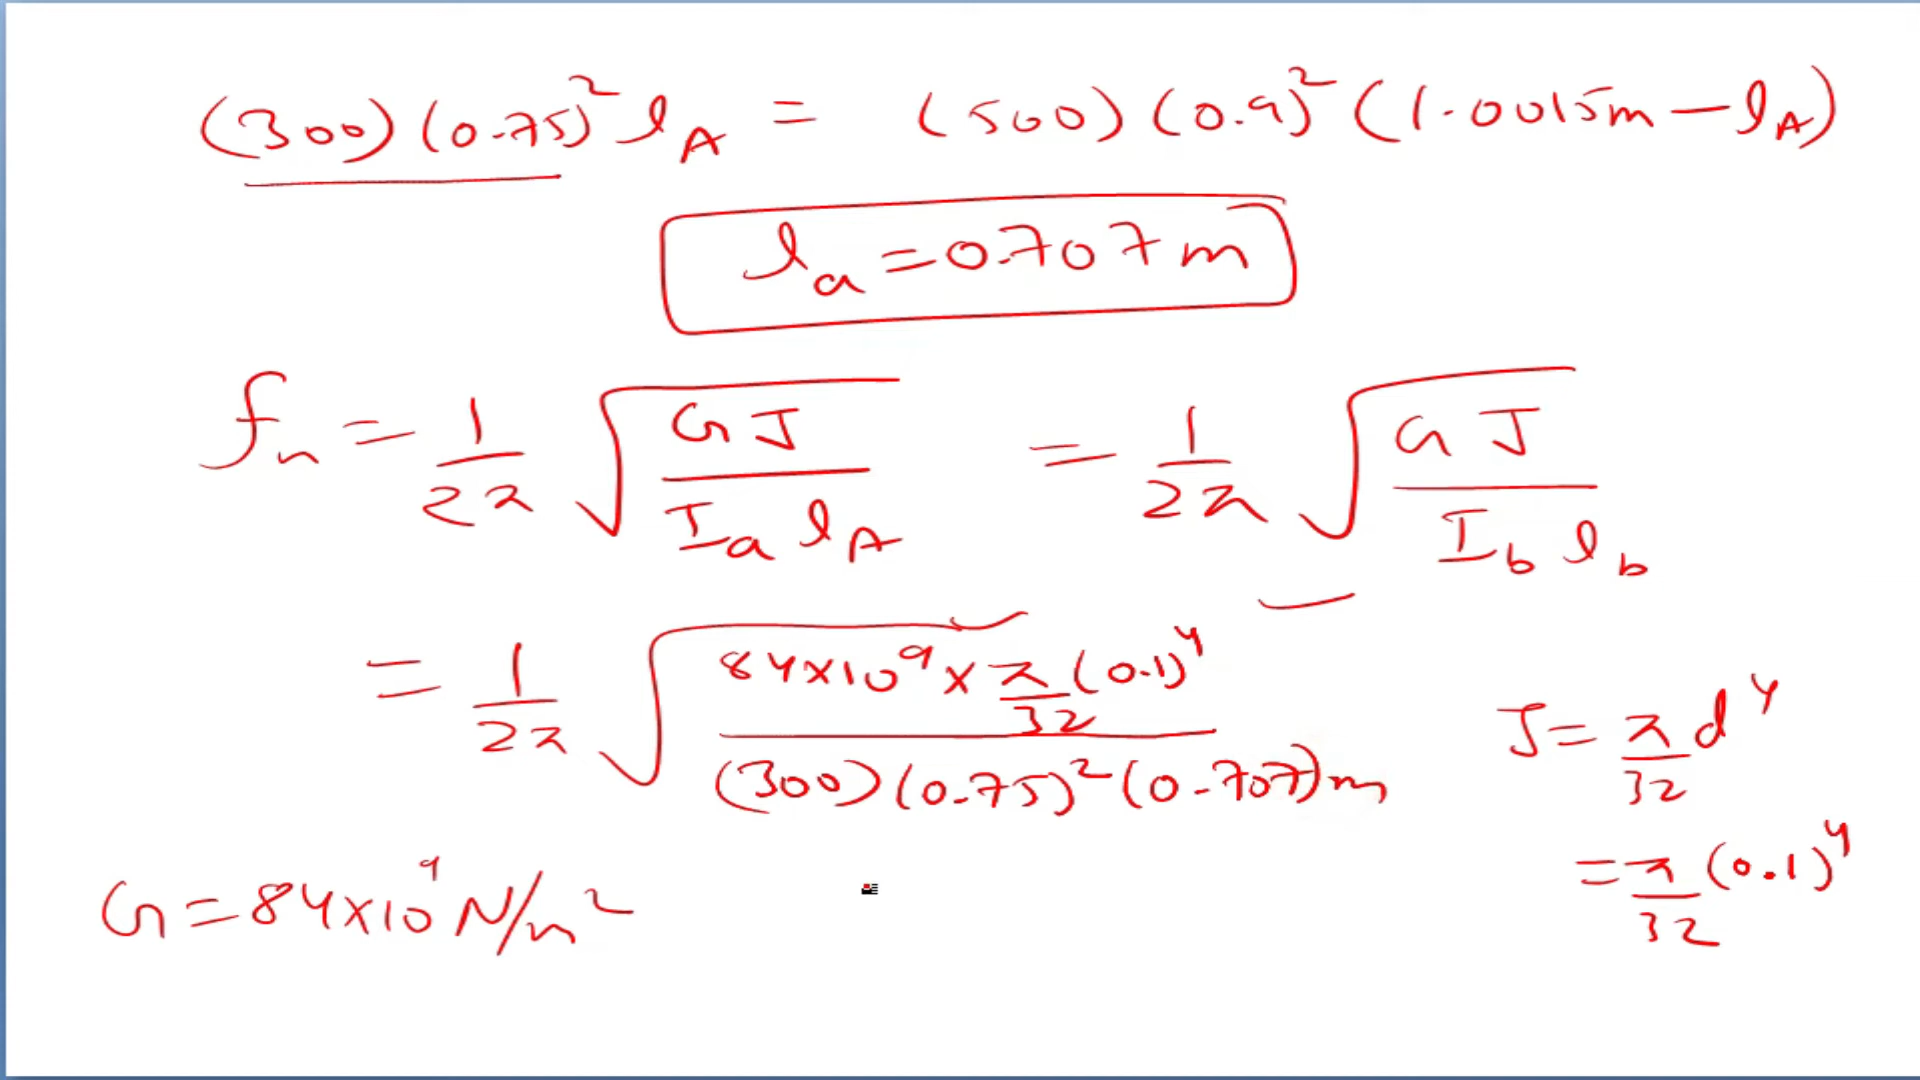 (300)(0.75)² l_A = (500)(0.9)² (1.0015m - l_A)
l_a = 0.707 m
f_n = 1/2π √(GJ / I_a l_A) = 1/2π √(GJ / I_b l_b)
= 1/2π √(84×10⁹ × π/32 (0.1)⁴ / (300)(0.75)²(0.707)m)
J = π/32 d⁴
= π/32 (0.1)⁴
G = 84×10⁹ N/m²